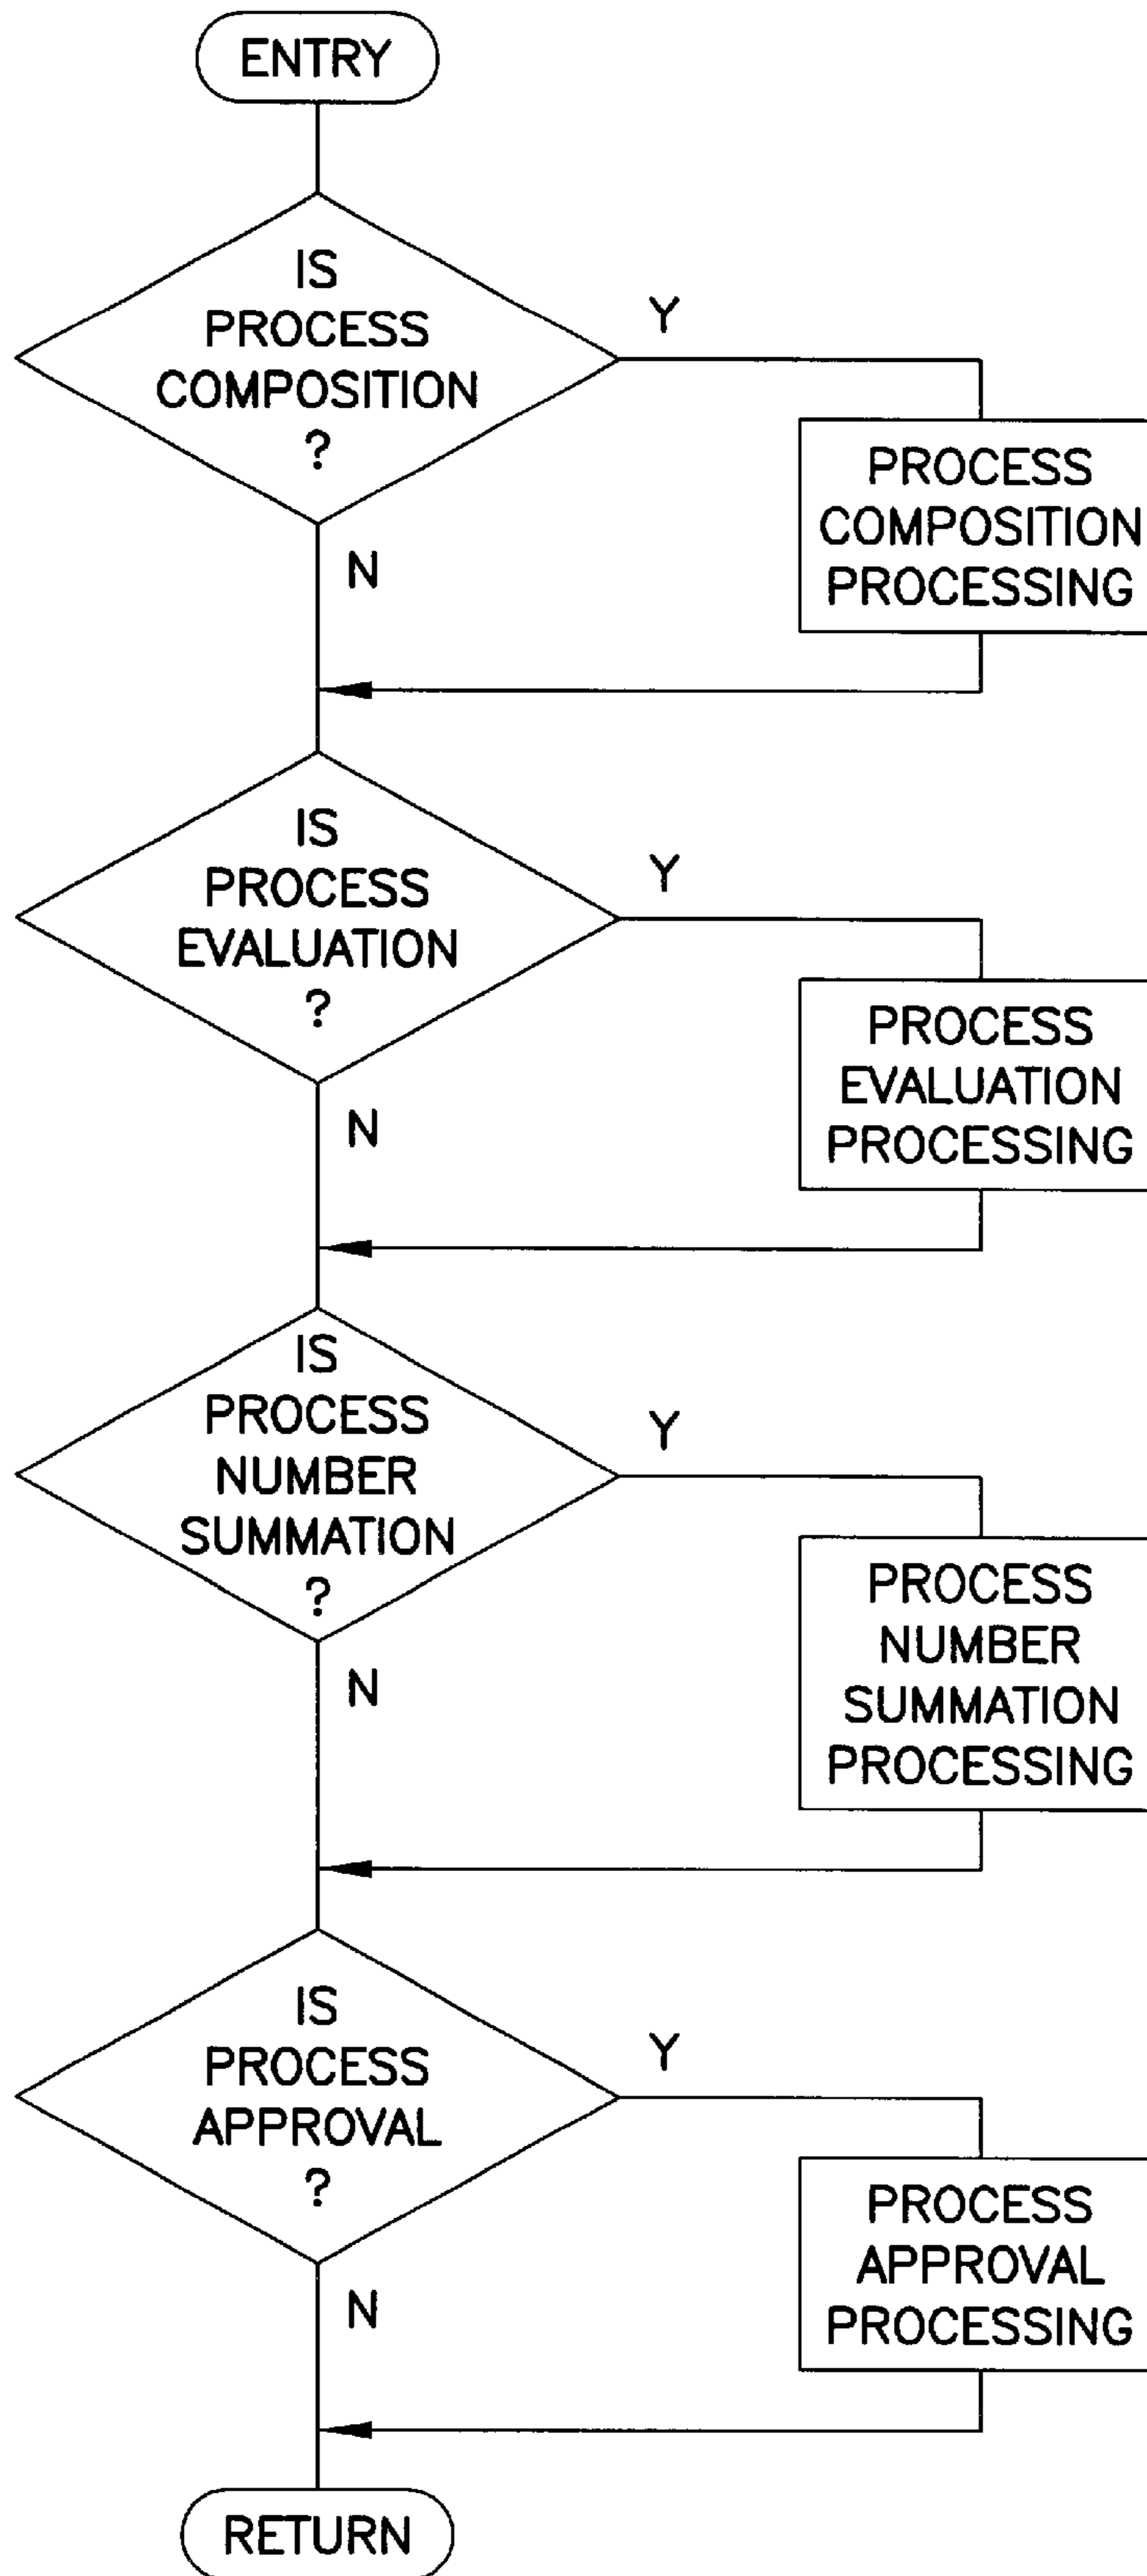 ENTRY
IS
PROCESS
COMPOSITION
?
Y
PROCESS
COMPOSITION
PROCESSING
N
IS
PROCESS
EVALUATION
?
Y
PROCESS
EVALUATION
PROCESSING
N
IS
PROCESS
NUMBER
SUMMATION
?
Y
PROCESS
NUMBER
SUMMATION
PROCESSING
N
IS
PROCESS
APPROVAL
?
Y
PROCESS
APPROVAL
PROCESSING
N
RETURN